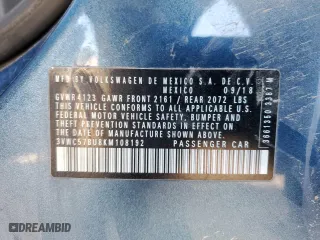 MFD BY VOLKSWAGEN DE MEXICO S.A. DE C.V.
MEXICO 09/18
GVWR 4123 GAWR FRONT 2161 / REAR 2072 LBS
THIS VEHICLE CONFORMS TO ALL APPLICABLE U.S.
FEDERAL MOTOR VEHICLE SAFETY, BUMPER AND THEFT
PREVENTION STANDARDS IN EFFECT ON THE DATE OF
MANUFACTURE SHOWN ABOVE
3VWC57BU8KM108192 PASSENGER CAR